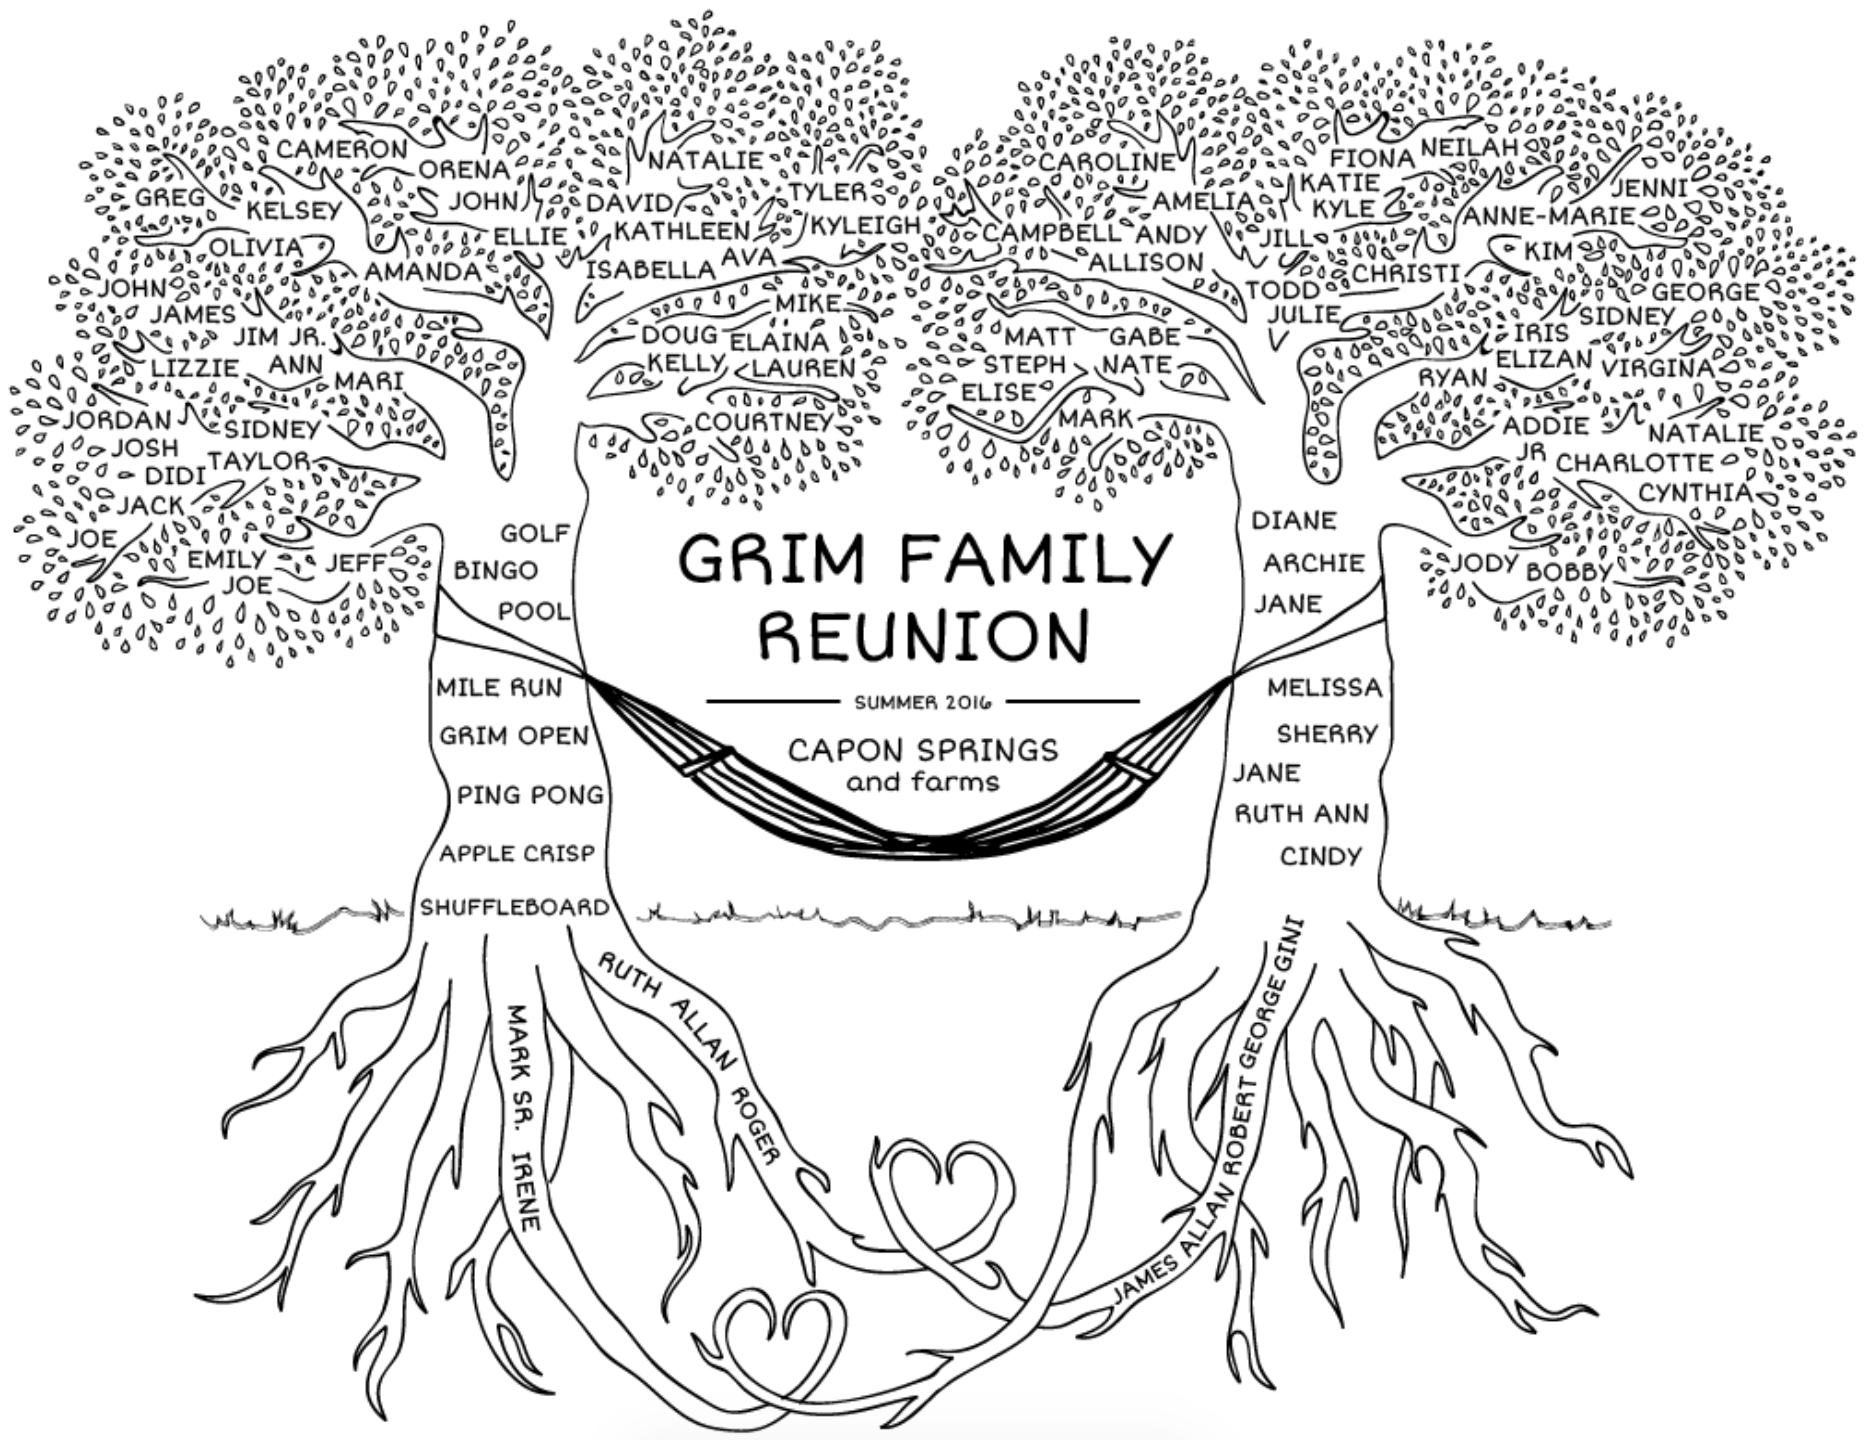 CAMERON
ORENA
GREG
KELSEY
JOHN
ELLIE
OLIVIA
AMANDA
JOHN
JAMES
JIM JR.
LIZZIE
ANN
MARI
JORDAN
SIDNEY
JOSH
DIDI
TAYLOR
JACK
JOE
EMILY
JEFF
JOE
NATALIE
DAVID
TYLER
KATHLEEN
KYLEIGH
ISABELLA
AVA
MIKE
DOUG
ELAINA
KELLY
LAUREN
COURTNEY
CAROLINE
AMELIA
CAMPBELL
ANDY
ALLISON
MATT
GABE
STEPH
NATE
ELISE
MARK
FIONA
NEILAH
KATIE
JENNI
KYLE
ANNE-MARIE
JILL
KIM
CHRISTI
TODD
GEORGE
JULIE
SIDNEY
IRIS
ELIZAN
VIRGINA
RYAN
ADDIE
NATALIE
JR
CHARLOTTE
CYNTHIA
JODY
BOBBY
GOLF
BINGO
POOL
MILE RUN
GRIM OPEN
PING PONG
APPLE CRISP
SHUFFLEBOARD
GRIM FAMILY
REUNION
SUMMER 2016
CAPON SPRINGS
and farms
DIANE
ARCHIE
JANE
MELISSA
SHERRY
JANE
RUTH ANN
CINDY
MARK SR. IRENE
RUTH ALLAN ROGER
JAMES ALLAN ROBERT GEORGE GINI